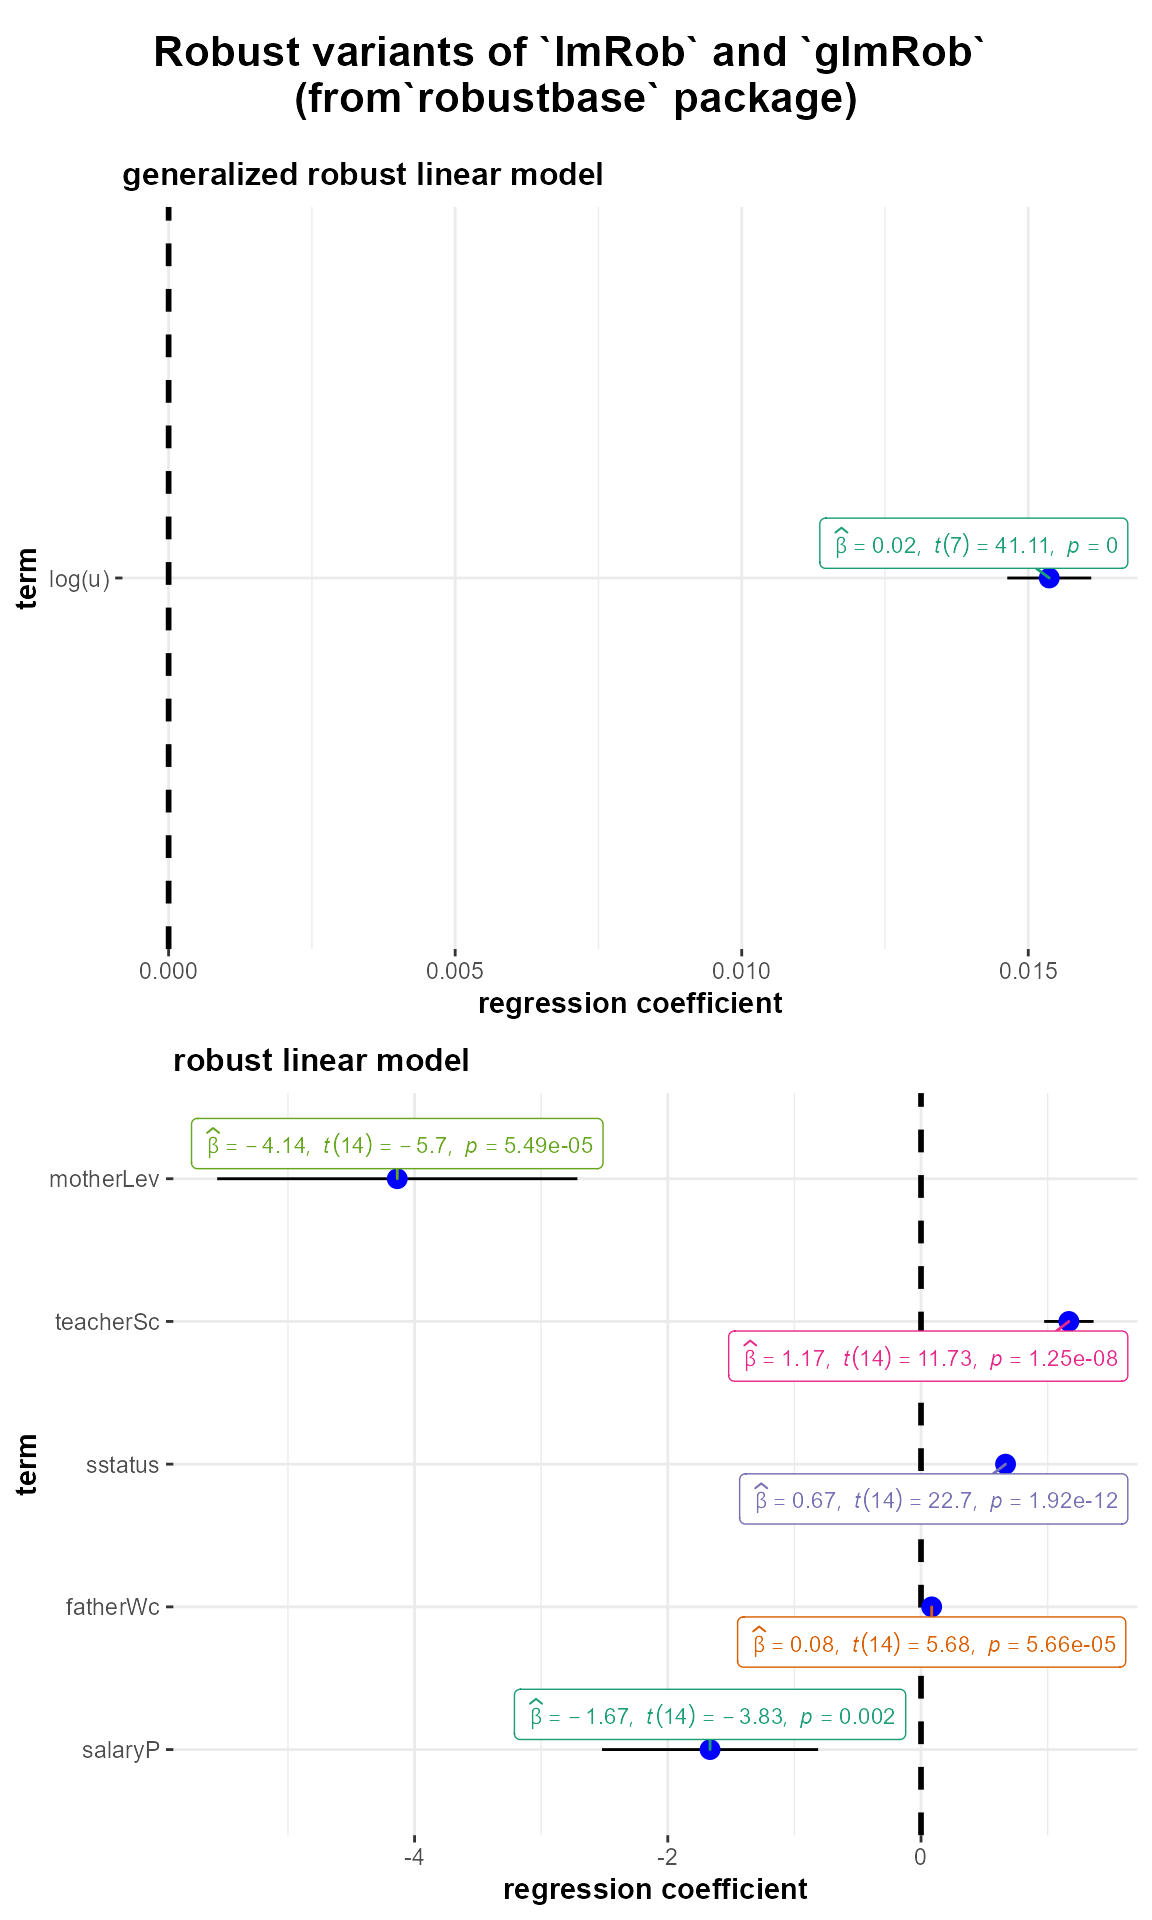 Robust variants of `lmRob` and `glmRob`
(from`robustbase` package)
generalized robust linear model
β̂ = 0.02, t(7) = 41.11, p = 0
term
log(u)
0.000 0.005 0.010 0.015
regression coefficient
robust linear model
β̂ = −4.14, t(14) = −5.7, p = 5.49e-05
motherLev
teacherSc
β̂ = 1.17, t(14) = 11.73, p = 1.25e-08
term
sstatus
β̂ = 0.67, t(14) = 22.7, p = 1.92e-12
fatherWc
β̂ = 0.08, t(14) = 5.68, p = 5.66e-05
β̂ = −1.67, t(14) = −3.83, p = 0.002
salaryP
-4 -2 0
regression coefficient